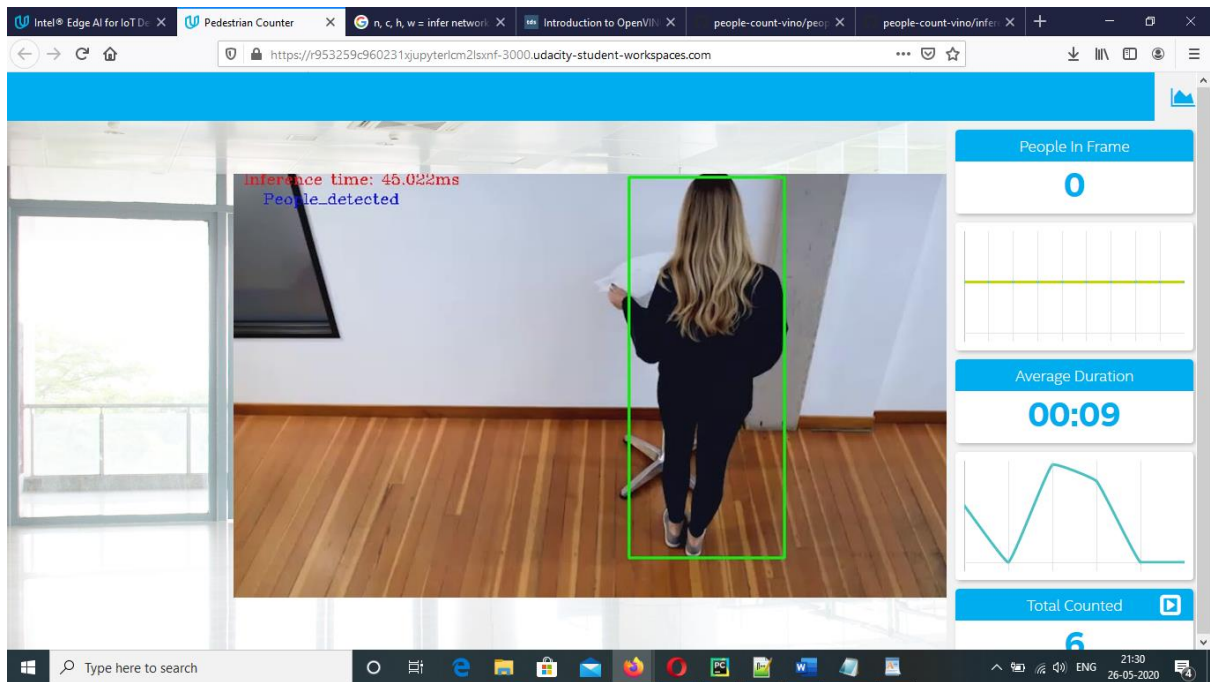 Intel® Edge AI for IoT De
Pedestrian Counter
n, c, h, w = infer network
Introduction to OpenVIN
people-count-vino/peop
people-count-vino/infer
https://r953259c960231xjupyterlcm2lsxnf-3000.udacity-student-workspaces.com
People In Frame
0
Inference time: 45.022ms
People_detected
Average Duration
00:09
Total Counted
6
Type here to search
ENG
21:30
26-05-2020
4